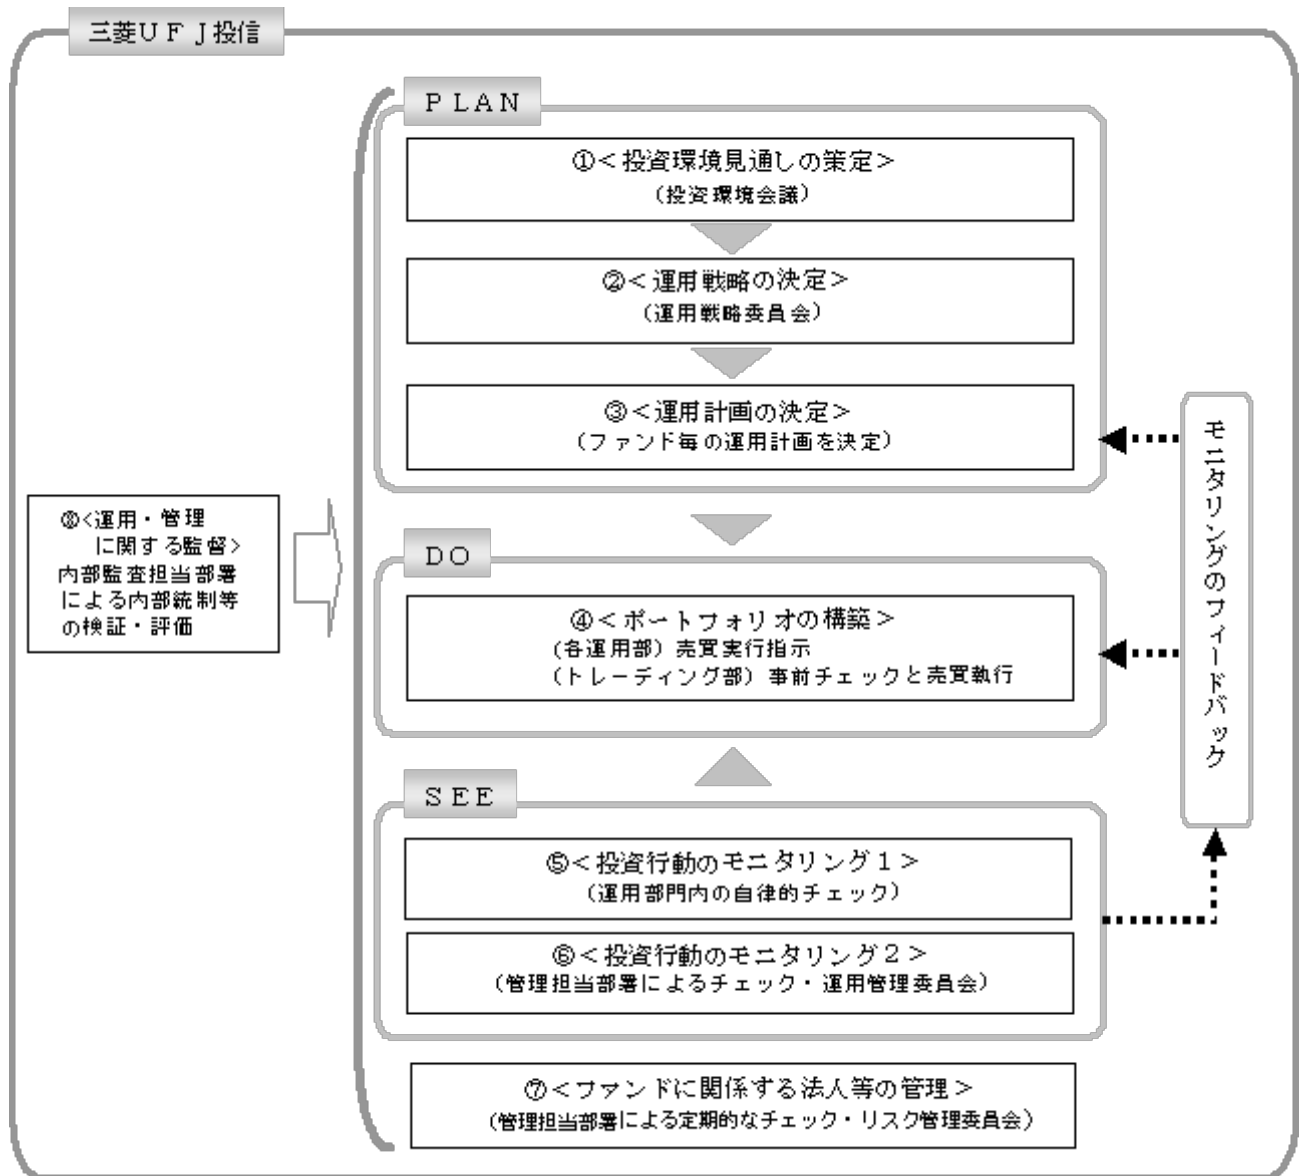 三菱ＵＦＪ投信
ＰＬＡＮ
①＜投資環境見通しの策定＞
（投資環境会議）
②＜運用戦略の決定＞
（運用戦略委員会）
③＜運用計画の決定＞
（ファンド毎の運用計画を決定）
モニタリングのフィードバック
⑧<運用・管理
に関する監督>
内部監査担当部署
による内部統制等
の検証・評価
ＤＯ
④＜ポートフォリオの構築＞
（各運用部）売買実行指示
（トレーディング部）事前チェックと売買執行
ＳＥＥ
⑤＜投資行動のモニタリング１＞
（運用部門内の自律的チェック）
⑥＜投資行動のモニタリング２＞
（管理担当部署によるチェック・運用管理委員会）
⑦＜ファンドに関係する法人等の管理＞
（管理担当部署による定期的なチェック・リスク管理委員会）